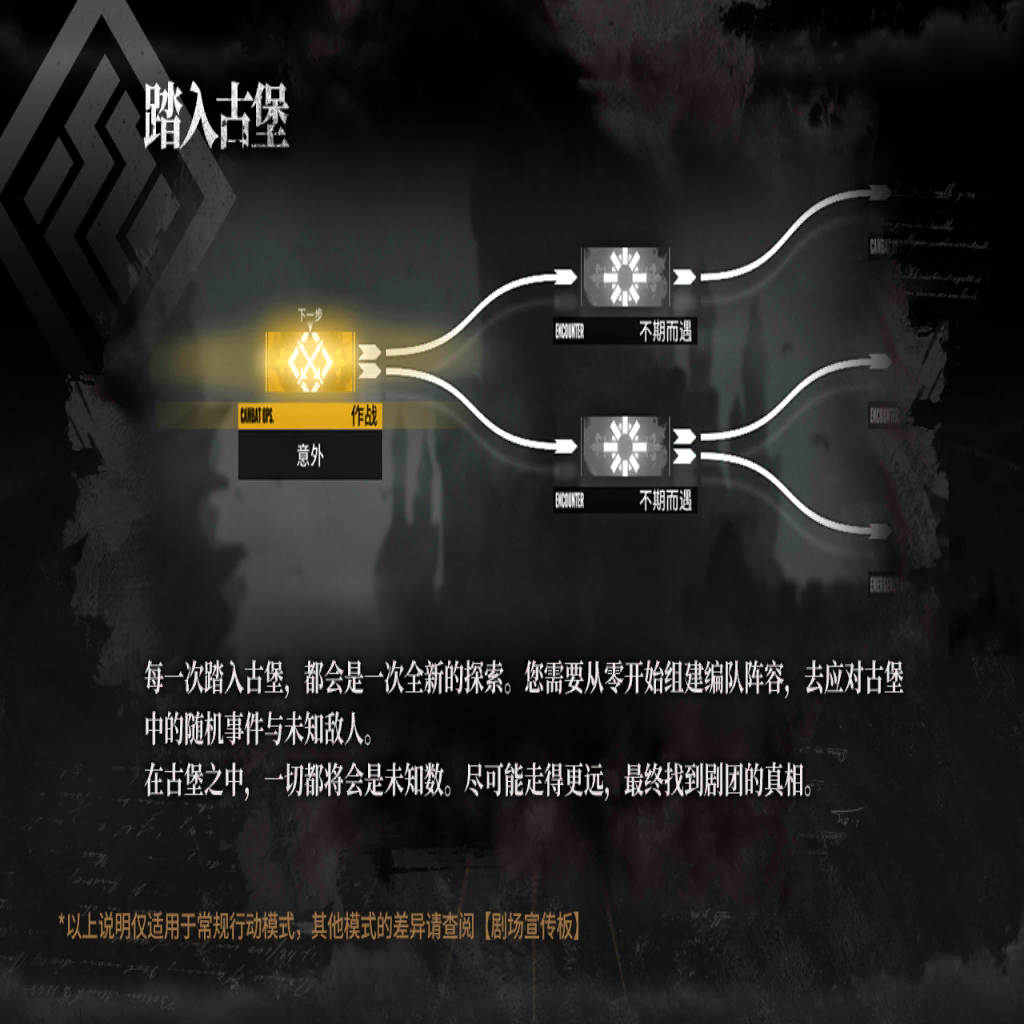 踏入古堡
下一步
CAMBAT OPS.
作战
意外
ENCOUNTER
不期而遇
ENCOUNTER
不期而遇
ENCOUNTER
每一次踏入古堡，都会是一次全新的探索。您需要从零开始组建编队阵容，去应对古堡
中的随机事件与未知敌人。
在古堡之中，一切都将会是未知数。尽可能走得更远，最终找到剧团的真相。
*以上说明仅适用于常规行动模式，其他模式的差异请查阅【剧场宣传板】